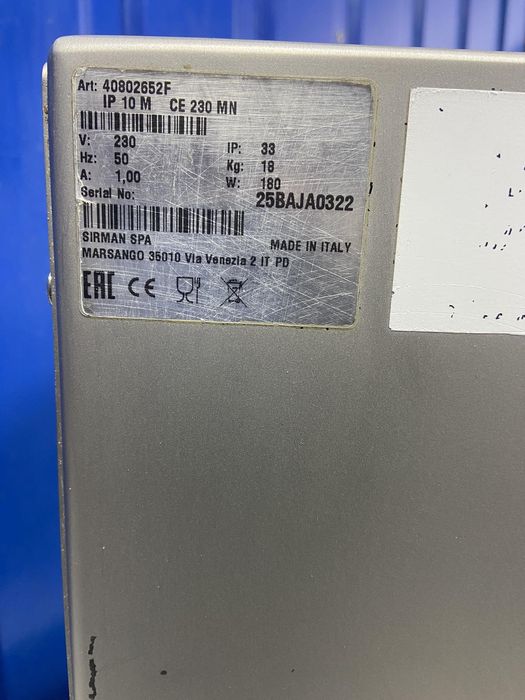 Art: 40802652F
IP 10 M CE 230 MN
V: 230 IP: 33
Hz: 50 Kg: 18
A: 1,00 W: 180
Serial No: 25BAJA0322
SIRMAN SPA MADE IN ITALY
MARSANGO 35010 Via Venezia 2 IT PD
EAC CE